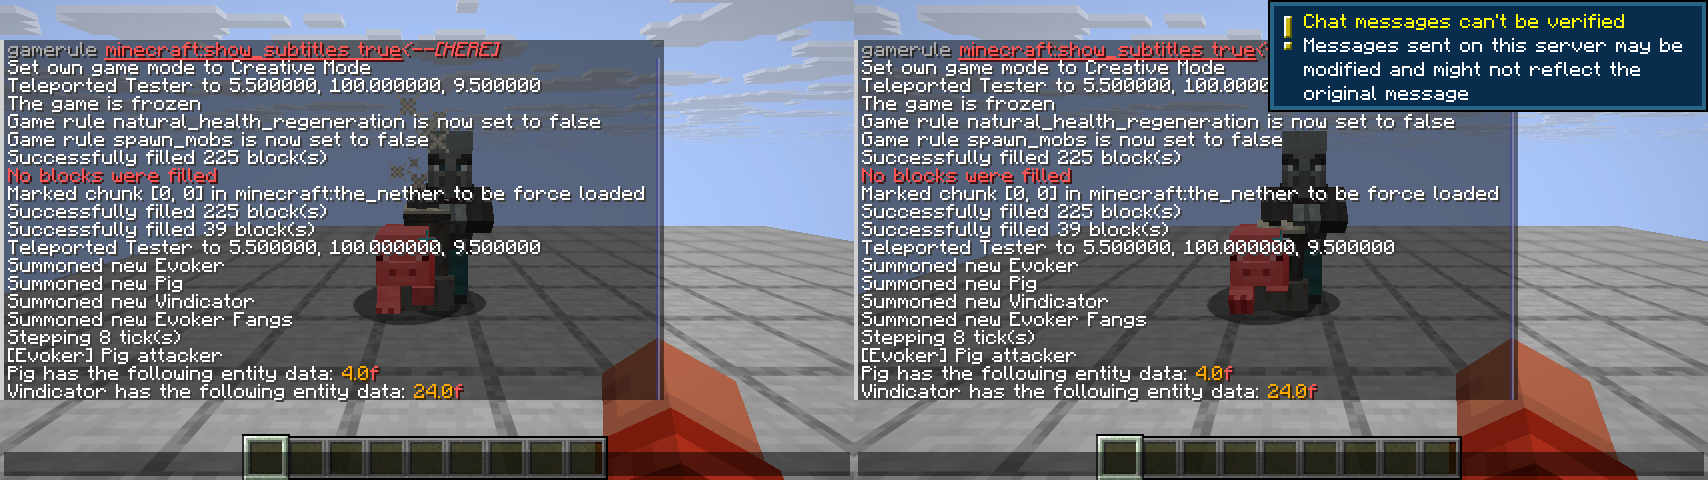 gamerule minecraft:show_subtitles true<--[HERE]
Set own game mode to Creative Mode
Teleported Tester to 5.500000, 100.000000, 9.500000
The game is frozen
Game rule natural_health_regeneration is now set to false
Game rule spawn_mobs is now set to false
Successfully filled 225 block(s)
No blocks were filled
Marked chunk [0, 0] in minecraft:the_nether to be force loaded
Successfully filled 225 block(s)
Successfully filled 39 block(s)
Teleported Tester to 5.500000, 100.000000, 9.500000
Summoned new Evoker
Summoned new Pig
Summoned new Vindicator
Summoned new Evoker Fangs
Stepping 8 tick(s)
[Evoker] Pig attacker
Pig has the following entity data: 4.0f
Vindicator has the following entity data: 24.0f
Chat messages can't be verified
Messages sent on this server may be
modified and might not reflect the
original message
gamerule minecraft:show_subtitles true<
Set own game mode to Creative Mode
Teleported Tester to 5.500000, 100.0000
The game is frozen
Game rule natural_health_regeneration is now set to false
Game rule spawn_mobs is now set to false
Successfully filled 225 block(s)
No blocks were filled
Marked chunk [0, 0] in minecraft:the_nether to be force loaded
Successfully filled 225 block(s)
Successfully filled 39 block(s)
Teleported Tester to 5.500000, 100.000000, 9.500000
Summoned new Evoker
Summoned new Pig
Summoned new Vindicator
Summoned new Evoker Fangs
Stepping 8 tick(s)
[Evoker] Pig attacker
Pig has the following entity data: 4.0f
Vindicator has the following entity data: 24.0f